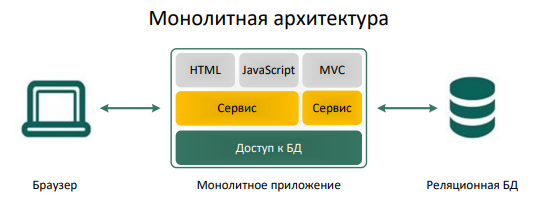 Монолитная архитектура
HTML JavaScript MVC
Сервис Сервис
Доступ к БД
Браузер Монолитное приложение Реляционная БД